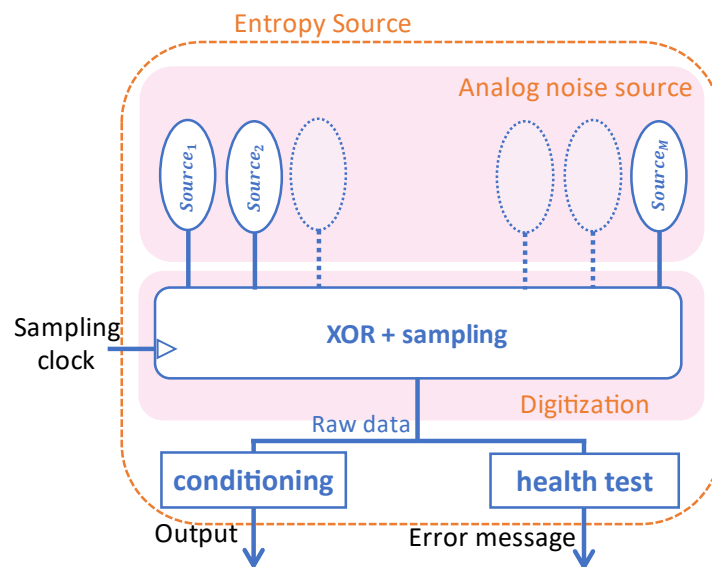 Entropy Source
Analog noise source
Source1
Source2
SourceM
XOR + sampling
Sampling
clock
Digitization
Raw data
conditioning
health test
Output
Error message